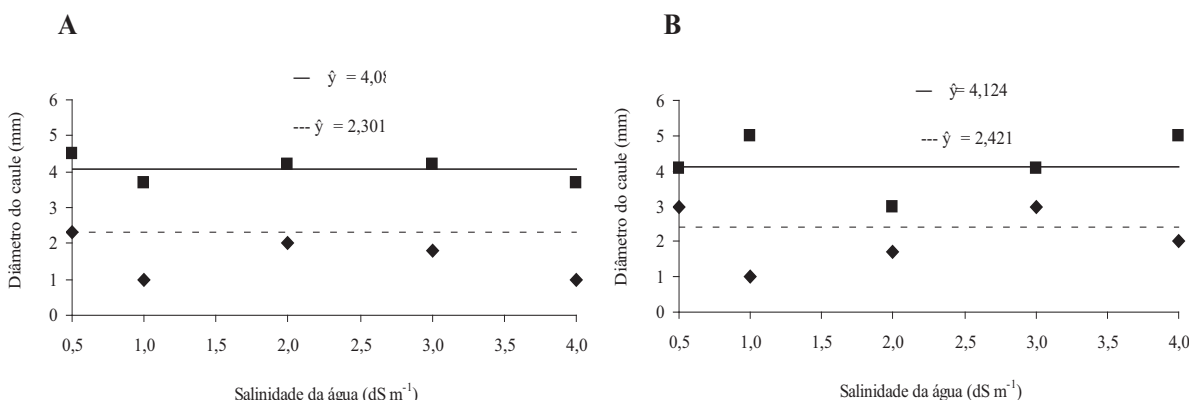 A
— ŷ = 4,08
--- ŷ = 2,301
Diâmetro do caule (mm)
6
5
4
3
2
1
0
0,5 1,0 1,5 2,0 2,5 3,0 3,5 4,0
Salinidade da água (dS m⁻¹)
B
— ŷ= 4,124
--- ŷ = 2,421
Diâmetro do caule (mm)
6
5
4
3
2
1
0
0,5 1,0 1,5 2,0 2,5 3,0 3,5 4,0
Salinidade da água (dS m⁻¹)